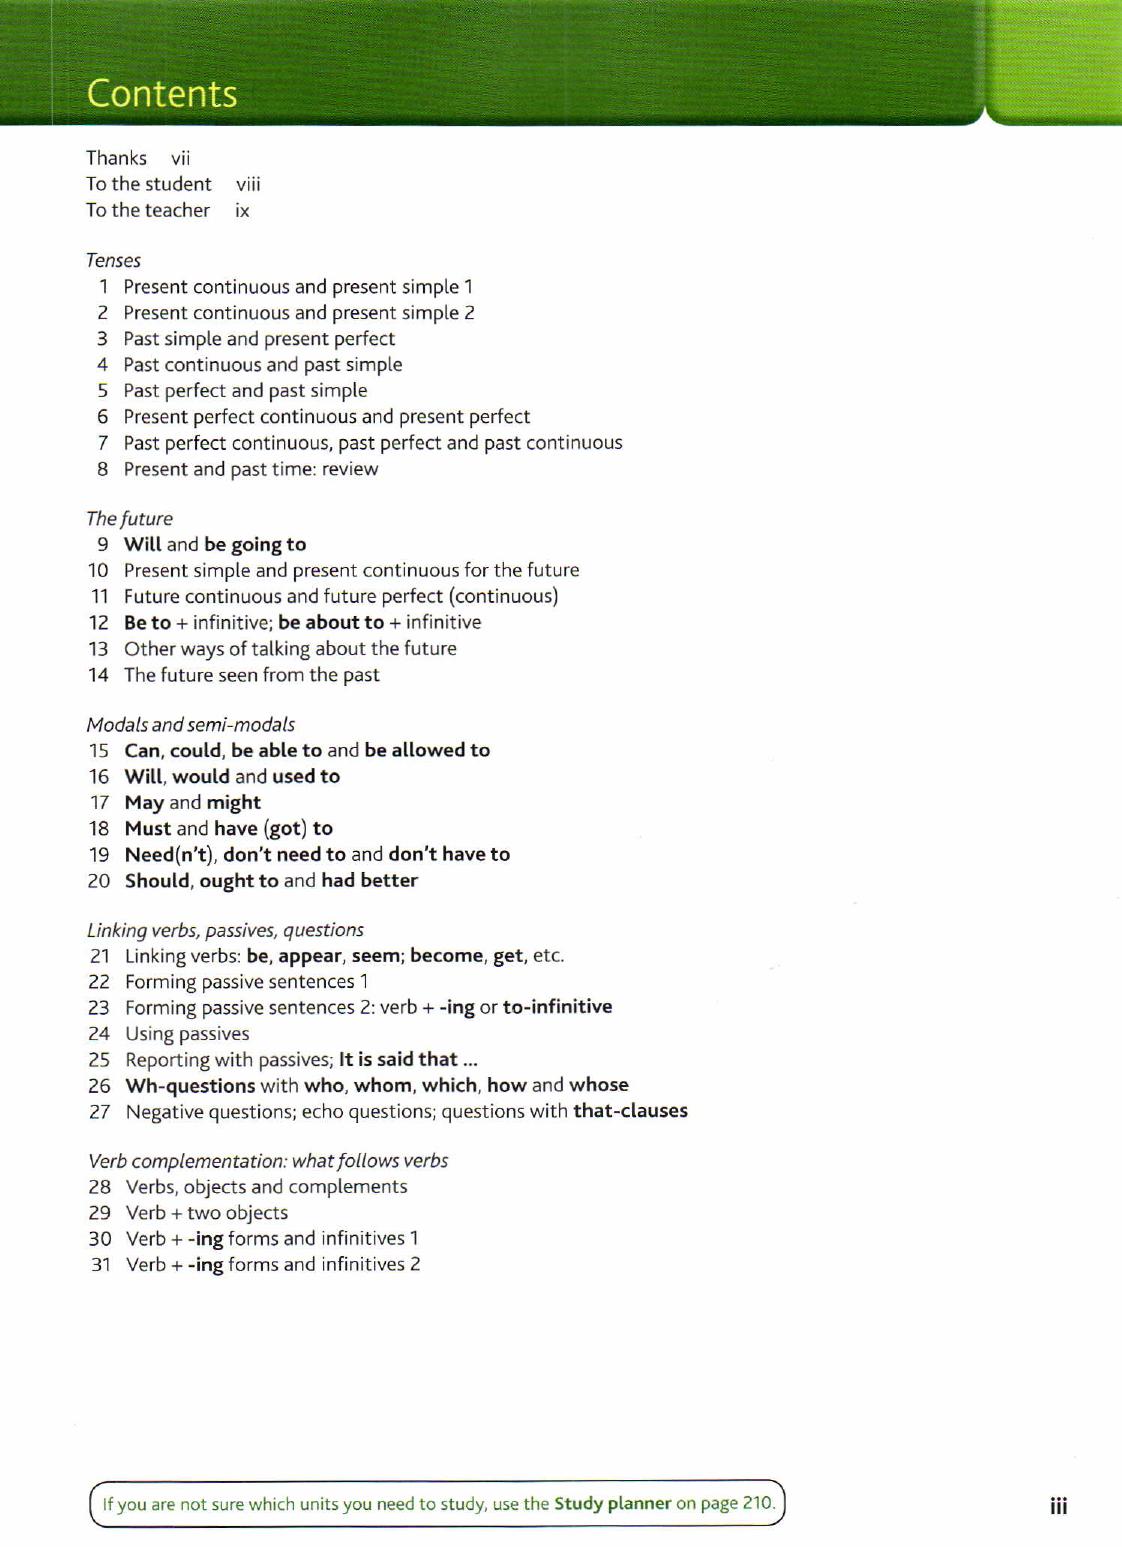 Contents
Thanks vii
To the student viii
To the teacher ix
Tenses
1 Present continuous and present simple 1
2 Present continuous and present simple 2
3 Past simple and present perfect
4 Past continuous and past simple
5 Past perfect and past simple
6 Present perfect continuous and present perfect
7 Past perfect continuous, past perfect and past continuous
8 Present and past time: review
The future
9 Will and be going to
10 Present simple and present continuous for the future
11 Future continuous and future perfect (continuous)
12 Be to + infinitive; be about to + infinitive
13 Other ways of talking about the future
14 The future seen from the past
Modals and semi-modals
15 Can, could, be able to and be allowed to
16 Will, would and used to
17 May and might
18 Must and have (got) to
19 Need(n't), don't need to and don't have to
20 Should, ought to and had better
Linking verbs, passives, questions
21 Linking verbs: be, appear, seem; become, get, etc.
22 Forming passive sentences 1
23 Forming passive sentences 2: verb + -ing or to-infinitive
24 Using passives
25 Reporting with passives; It is said that ...
26 Wh-questions with who, whom, which, how and whose
27 Negative questions; echo questions; questions with that-clauses
Verb complementation: what follows verbs
28 Verbs, objects and complements
29 Verb + two objects
30 Verb + -ing forms and infinitives 1
31 Verb + -ing forms and infinitives 2
If you are not sure which units you need to study, use the Study planner on page 210.
iii